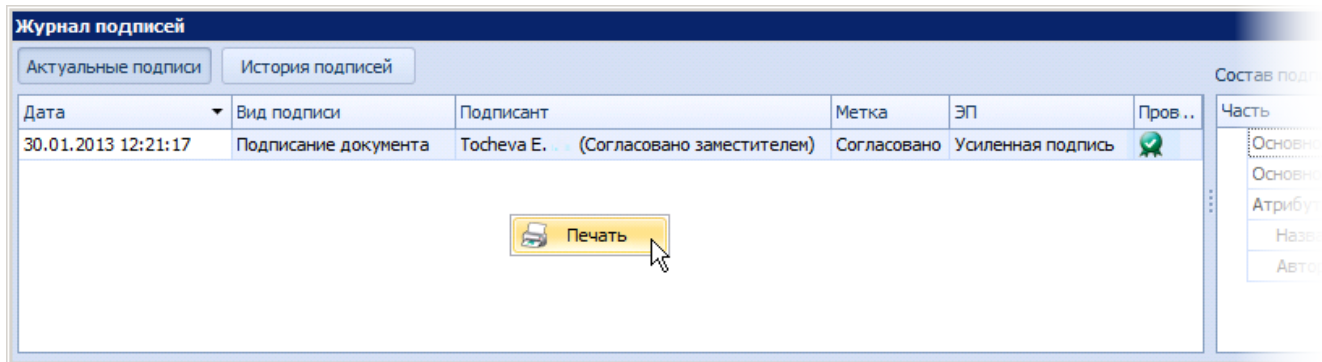 Журнал подписей
Актуальные подписи История подписей
Состав
Дата Вид подписи Подписант Метка ЭП Пров.. Часть
30.01.2013 12:21:17 Подписание документа Tocheva E. (Согласовано заместителем) Согласовано Усиленная подпись
Печать